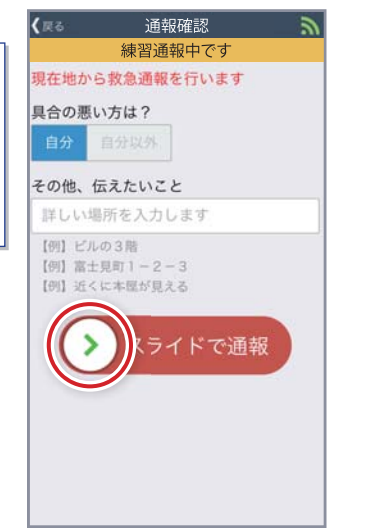 戻る
通報確認
練習通報中です
現在地から救急通報を行います
具合の悪い方は？
自分 自分以外
その他、伝えたいこと
詳しい場所を入力します
【例】ビルの３階
【例】富士見町１－２－３
【例】近くに本屋が見える
スライドで通報